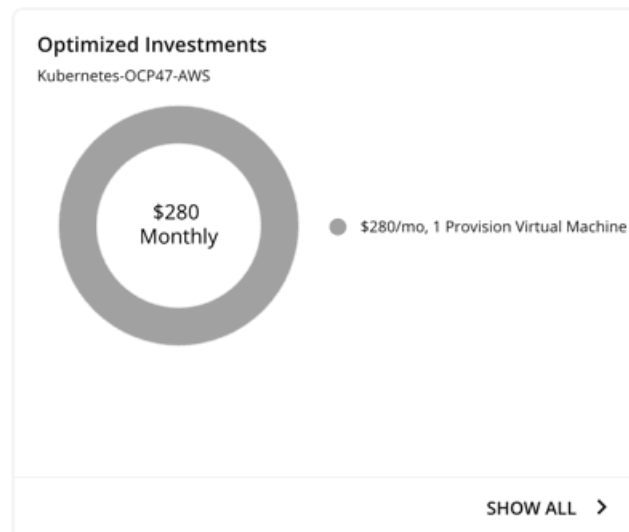 Optimized Investments
Kubernetes-OCP47-AWS
$280
Monthly
$280/mo, 1 Provision Virtual Machine
SHOW ALL